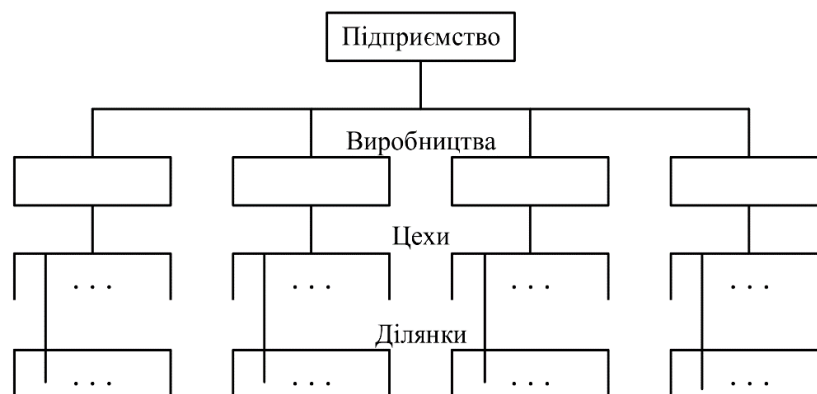 Підприємство
Виробництва
Цехи
... ... ... ...
Ділянки
... ... ... ...